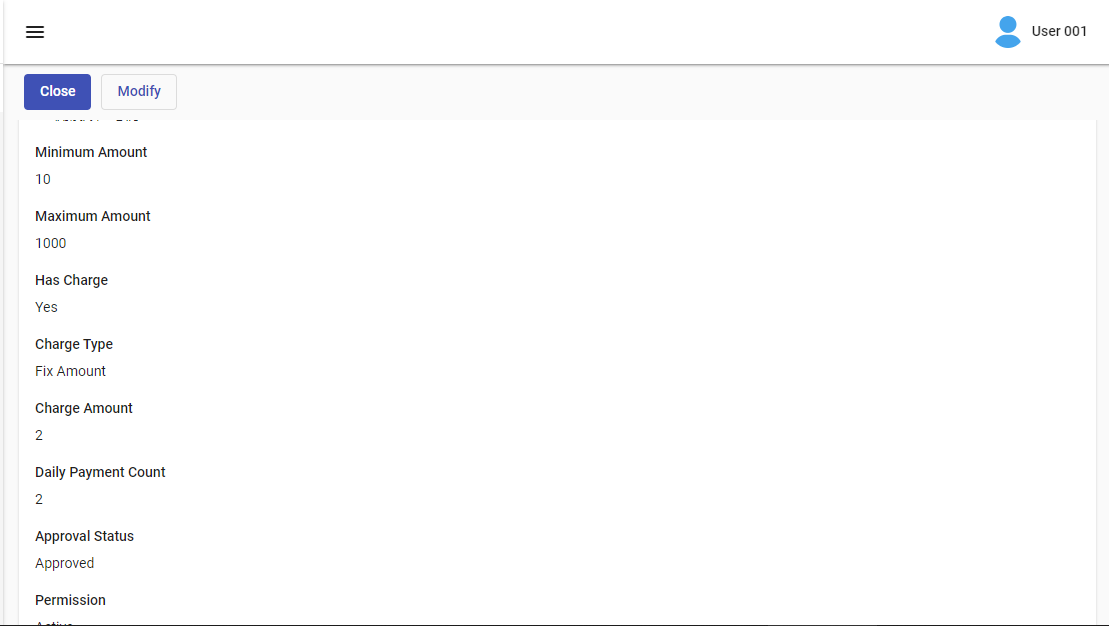 User 001
Close
Modify
Minimum Amount
10
Maximum Amount
1000
Has Charge
Yes
Charge Type
Fix Amount
Charge Amount
2
Daily Payment Count
2
Approval Status
Approved
Permission
Active